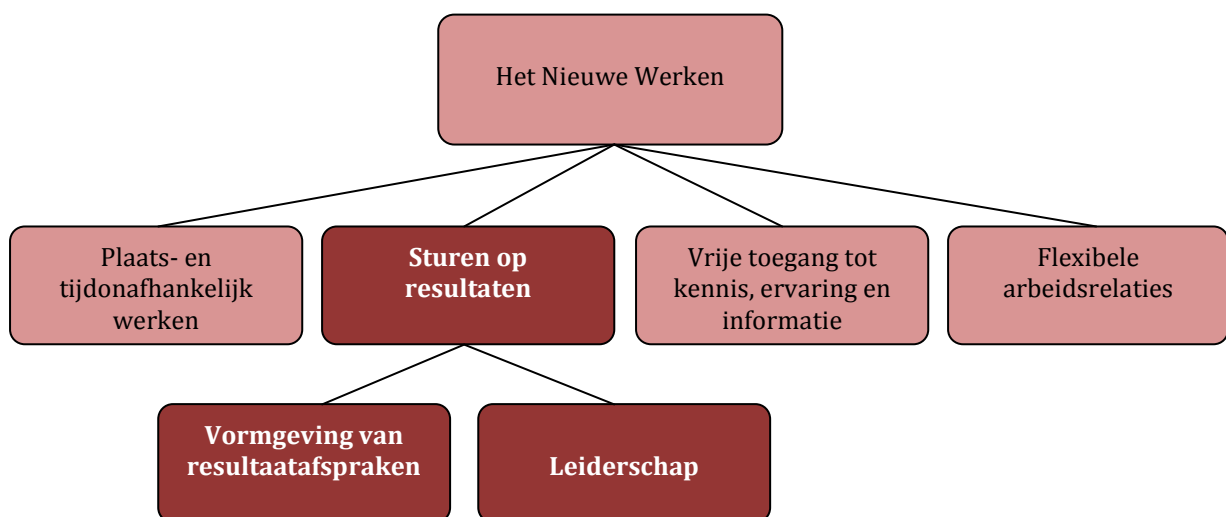 Het Nieuwe Werken
Plaats- en
tijdonafhankelijk
werken
Sturen op
resultaten
Vrije toegang tot
kennis, ervaring en
informatie
Flexibele
arbeidsrelaties
Vormgeving van
resultaatafspraken
Leiderschap